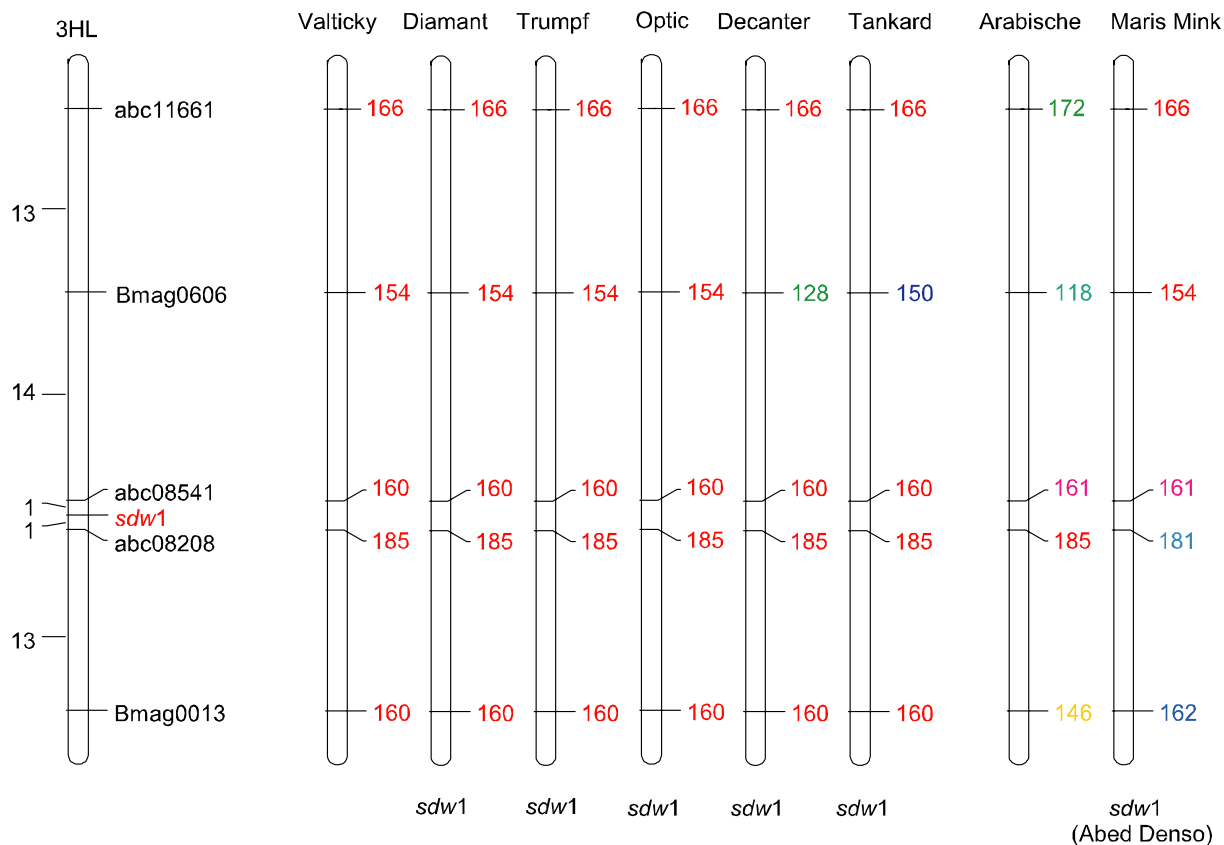 3HL Valticky Diamant Trumpf Optic Decanter Tankard Arabische Maris Mink
abc11661 166 166 166 166 166 166 172 166
13
Bmag0606 154 154 154 154 128 150 118 154
14
abc08541 160 160 160 160 160 160 161 161
1
sdw1
1
abc08208 185 185 185 185 185 185 185 181
13
Bmag0013 160 160 160 160 160 160 146 162
sdw1 sdw1 sdw1 sdw1 sdw1 sdw1
(Abed Denso)